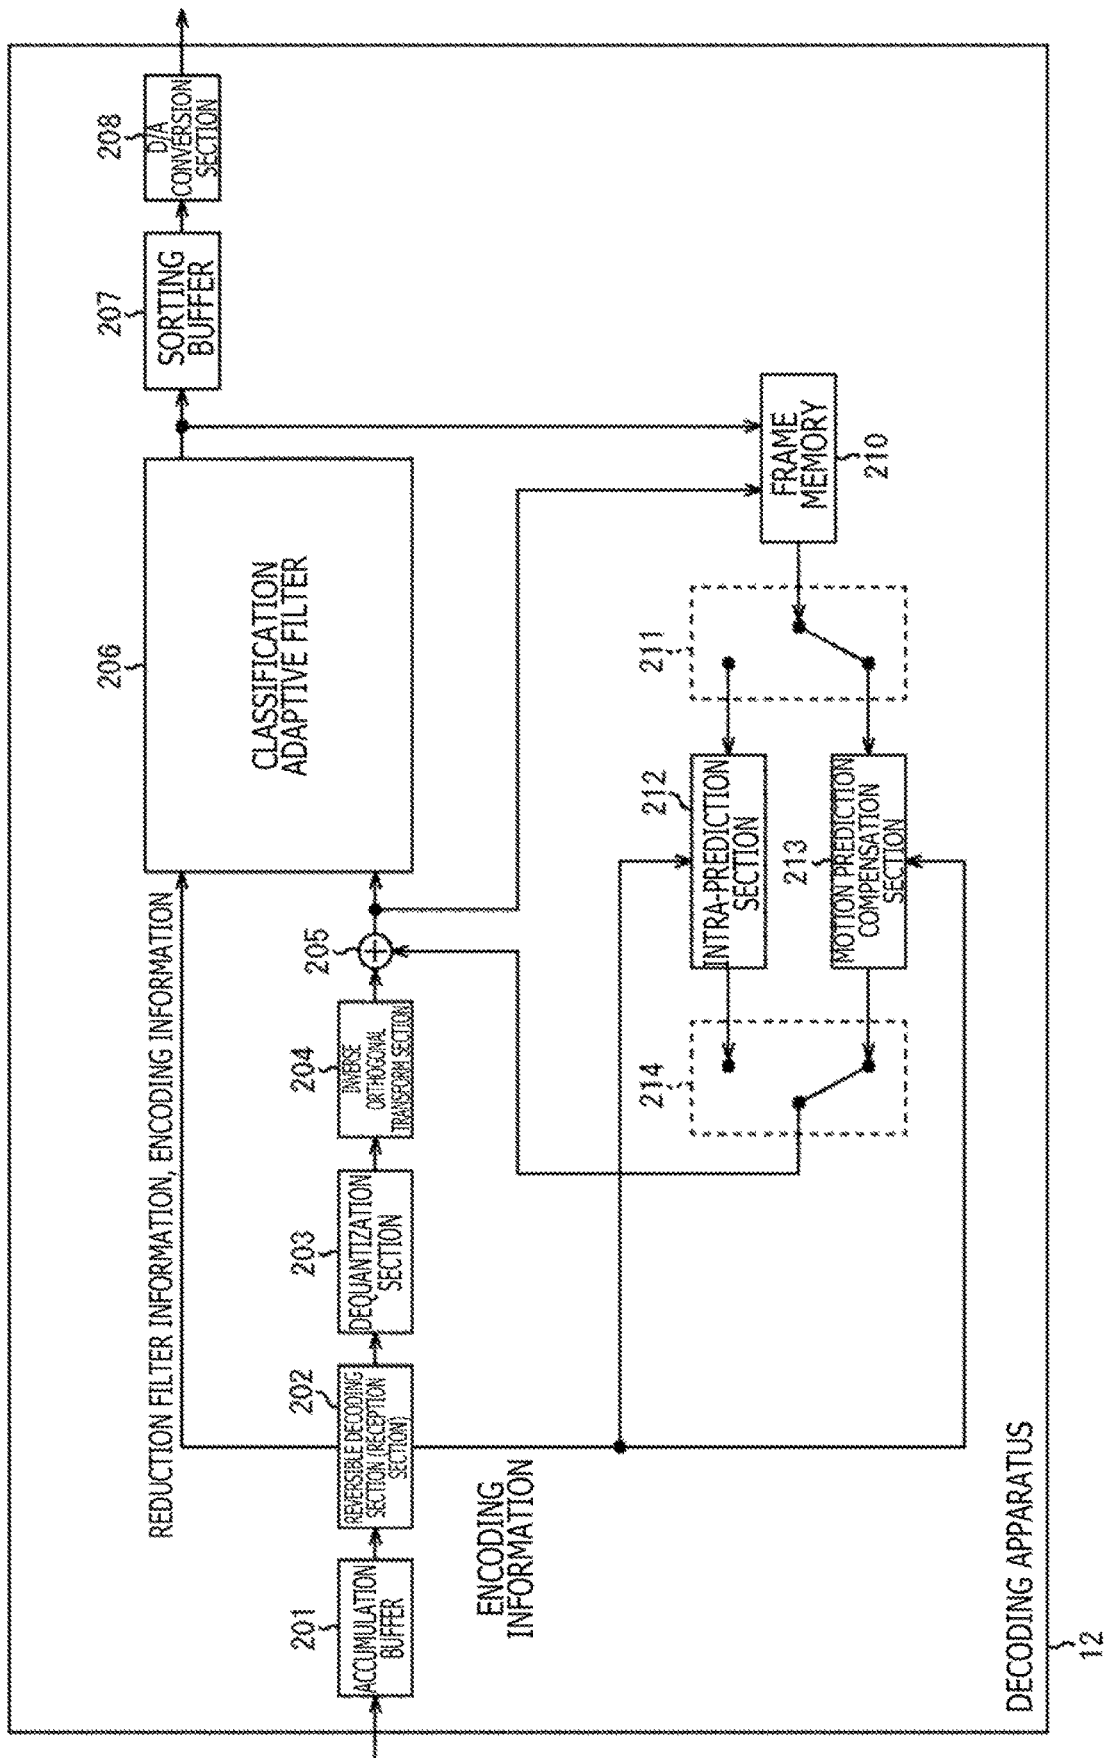 REDUCTION FILTER INFORMATION, ENCODING INFORMATION
206
CLASSIFICATION
ADAPTIVE FILTER
207
SORTING
BUFFER
208
D/A
CONVERSION
SECTION
201
ACCUMULATION
BUFFER
202
REVERSIBLE DECODING
SECTION (RECEPTION
SECTION)
203
DEQUANTIZATION
SECTION
204
INVERSE
ORTHOGONAL
TRANSFORM SECTION
205
+
ENCODING
INFORMATION
214
212
INTRA-PREDICTION
SECTION
211
213
MOTION PREDICTION
COMPENSATION
SECTION
FRAME
MEMORY
210
DECODING APPARATUS
12